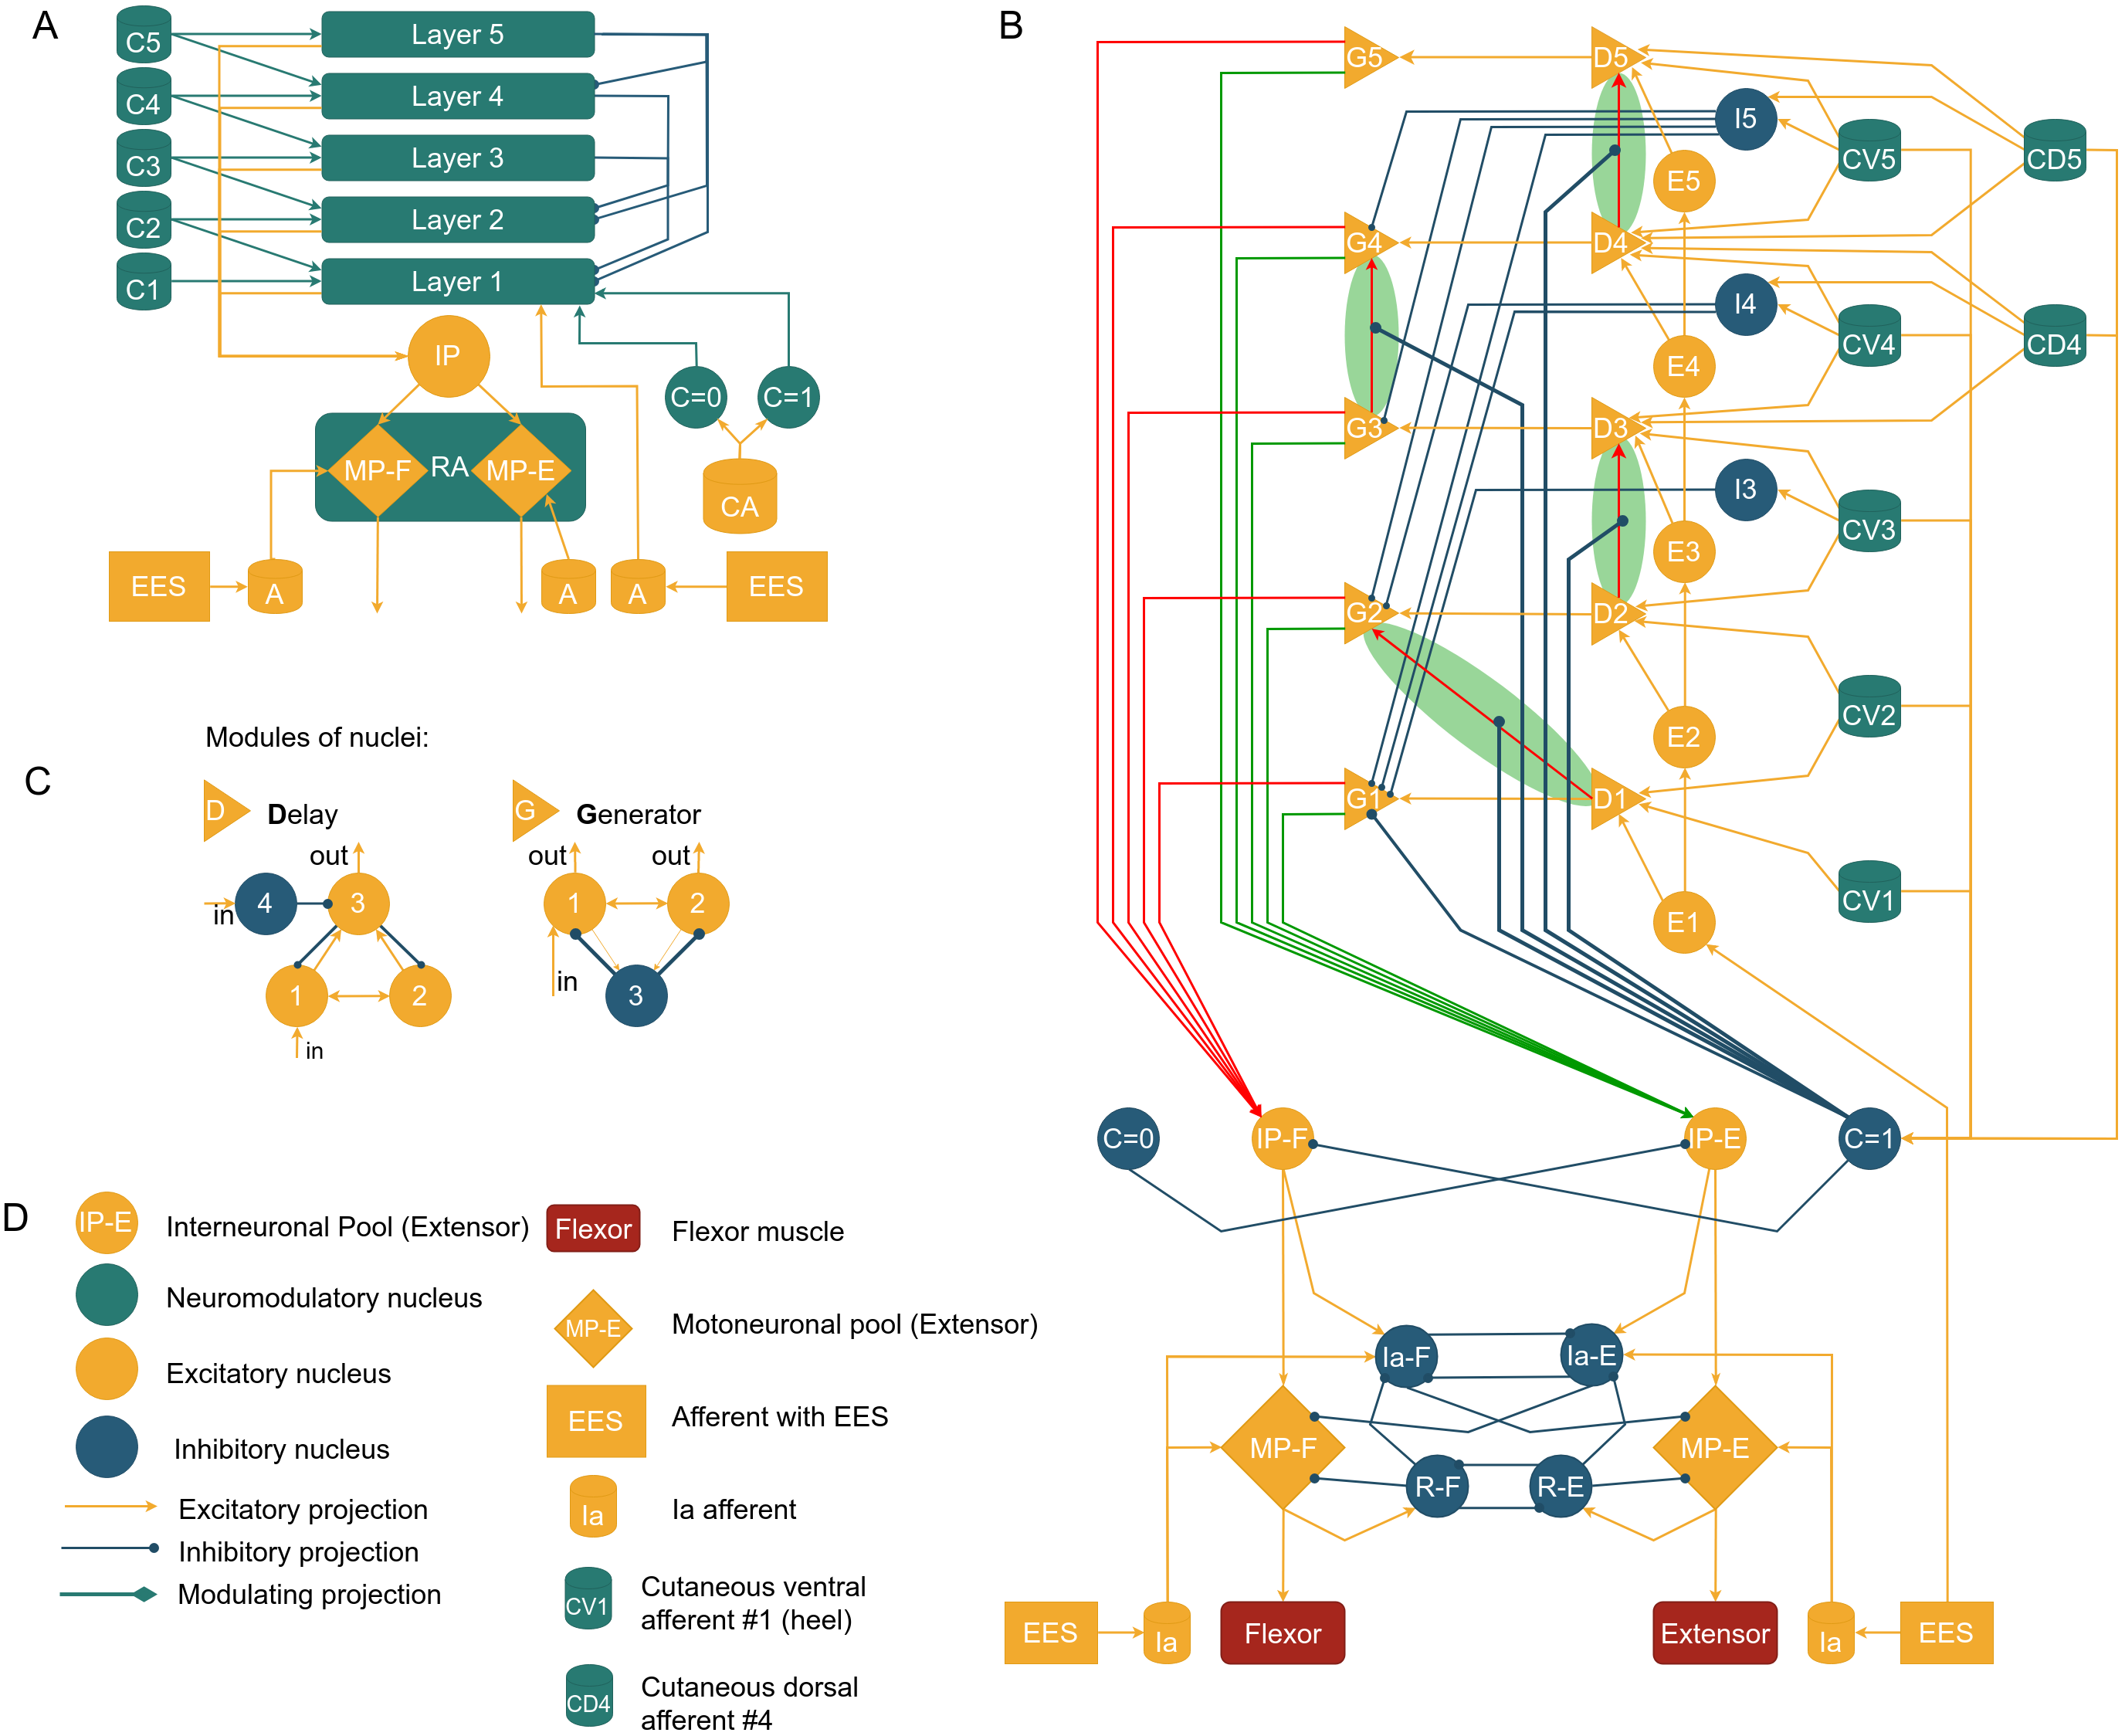 A
C5
Layer 5
C4
Layer 4
C3
Layer 3
C2
Layer 2
C1
Layer 1
IP
C=0
C=1
MP-F
RA
MP-E
CA
EES
A
A
A
EES
B
G5
D5
I5
CV5
CD5
E5
G4
D4
I4
CV4
CD4
E4
G3
D3
I3
CV3
E3
G2
D2
CV2
E2
G1
D1
CV1
E1
C=0
IP-F
IP-E
C=1
Ia-F
Ia-E
MP-F
MP-E
R-F
R-E
EES
Ia
Flexor
Extensor
Ia
EES
Modules of nuclei:
C
D
Delay
G
Generator
out
out
out
in
4
3
1
2
1
2
in
3
in
D
IP-E
Interneuronal Pool (Extensor)
Neuromodulatory nucleus
Excitatory nucleus
Inhibitory nucleus
Excitatory projection
Inhibitory projection
Modulating projection
Flexor
Flexor muscle
MP-E
Motoneuronal pool (Extensor)
EES
Afferent with EES
Ia
Ia afferent
CV1
Cutaneous ventral
afferent #1 (heel)
CD4
Cutaneous dorsal
afferent #4